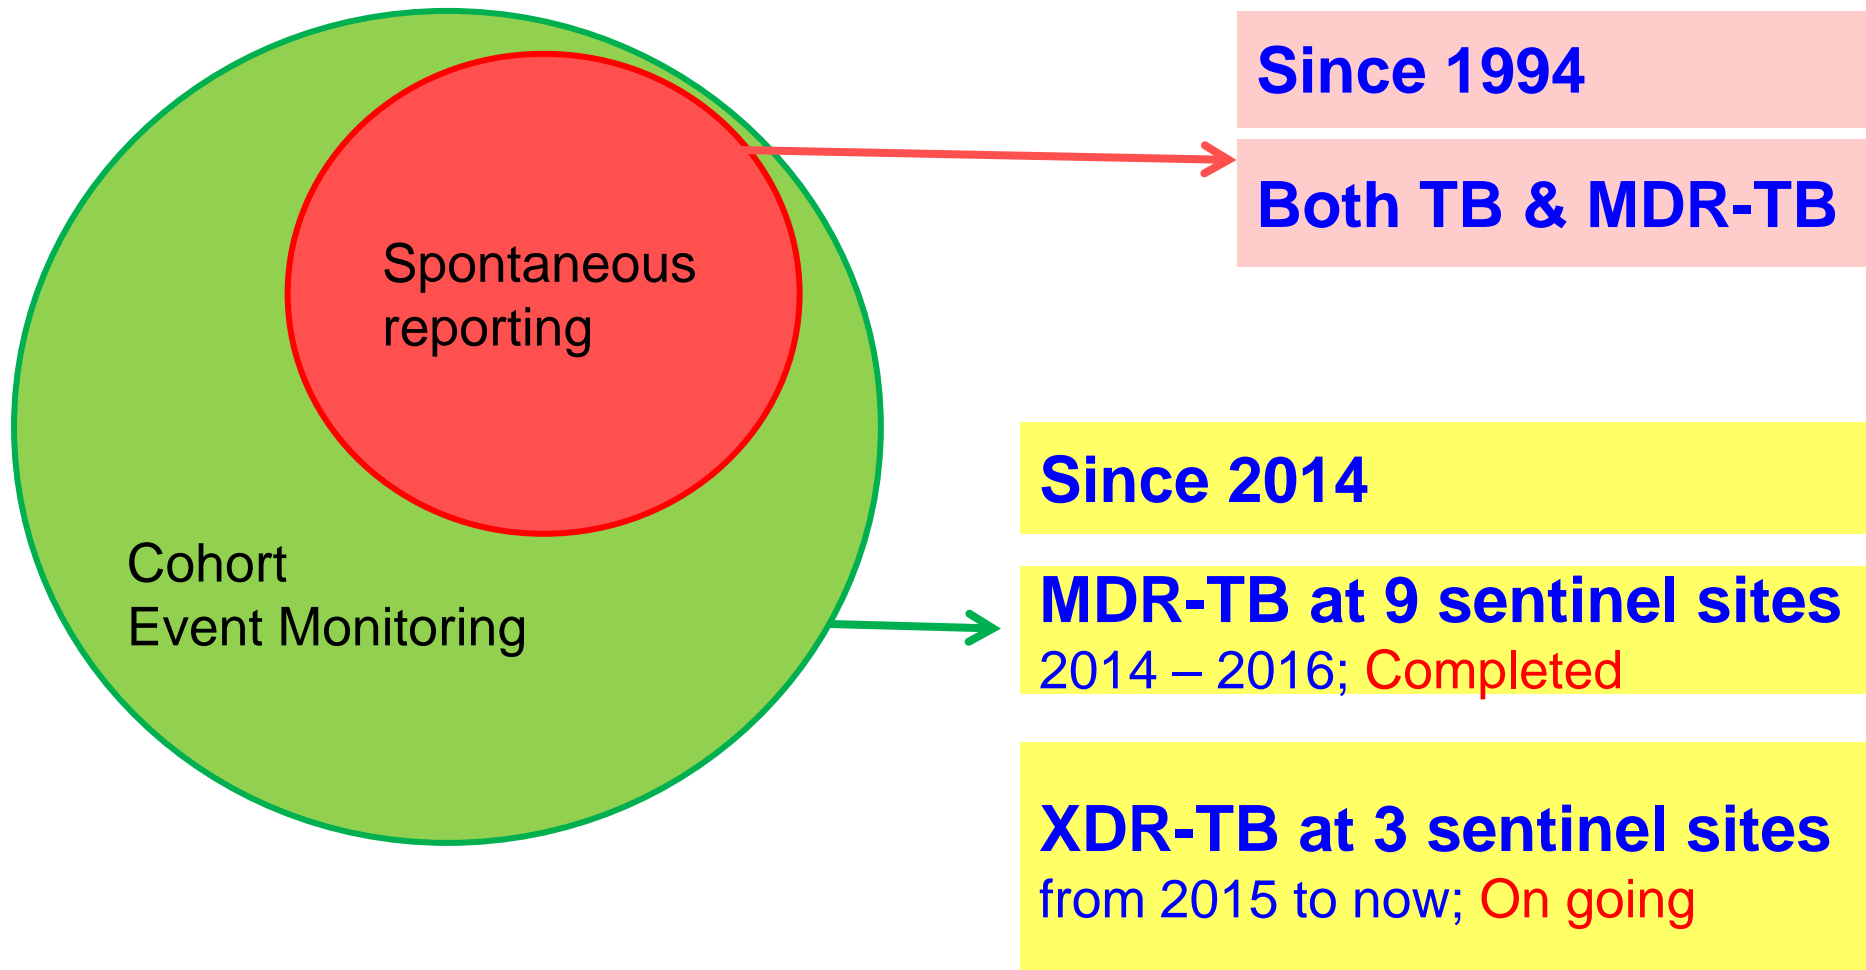 Since 1994
Both TB & MDR-TB
Spontaneous
reporting
Since 2014
Cohort
Event Monitoring
MDR-TB at 9 sentinel sites
2014 – 2016; Completed
XDR-TB at 3 sentinel sites
from 2015 to now; On going